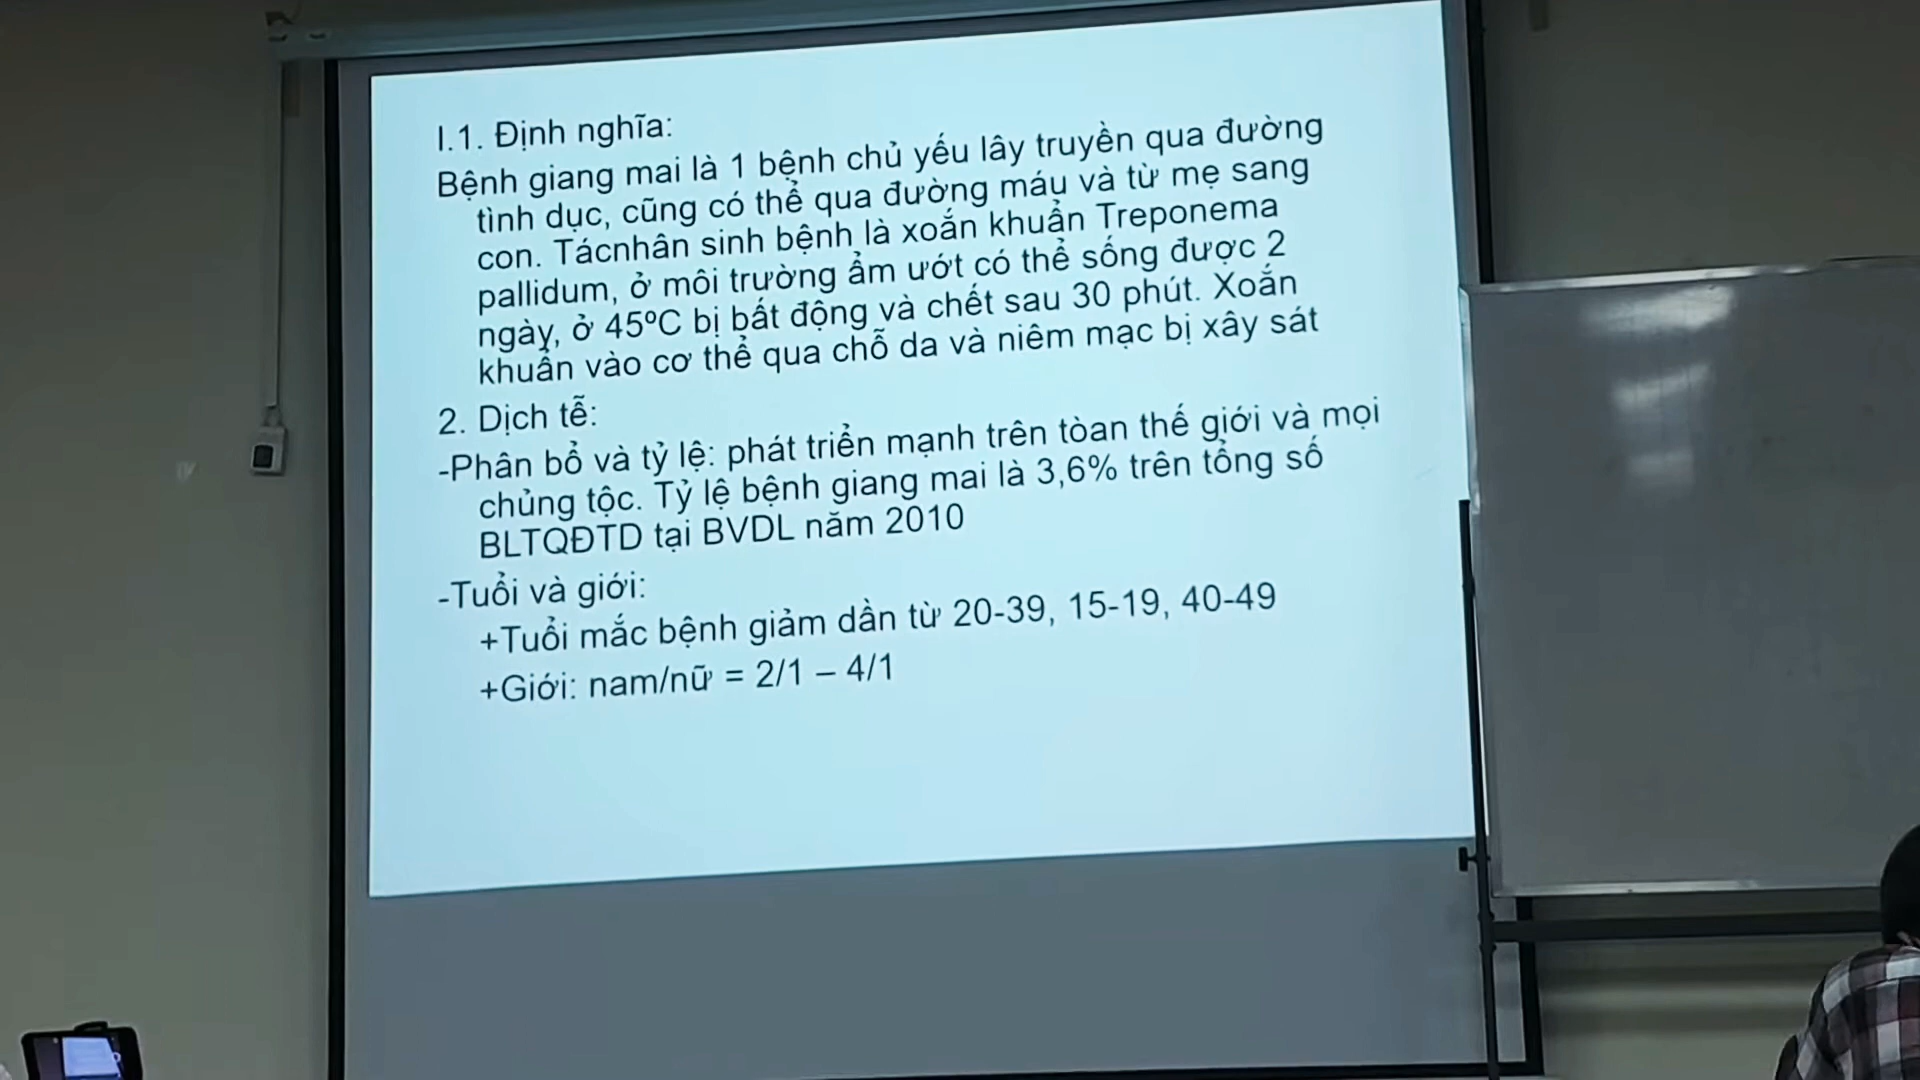 I.1. Định nghĩa:
Bệnh giang mai là 1 bệnh chủ yếu lây truyền qua đường
tình dục, cũng có thể qua đường máu và từ mẹ sang
con. Tácnhân sinh bệnh là xoắn khuẩn Treponema
pallidum, ở môi trường ẩm ướt có thể sống được 2
ngày, ở 45ºC bị bất động và chết sau 30 phút. Xoắn
khuẩn vào cơ thể qua chỗ da và niêm mạc bị xây sát
2. Dịch tễ:
-Phân bổ và tỷ lệ: phát triển mạnh trên tòan thế giới và mọi
chủng tộc. Tỷ lệ bệnh giang mai là 3,6% trên tổng số
BLTQĐTD tại BVDL năm 2010
-Tuổi và giới:
+Tuổi mắc bệnh giảm dần từ 20-39, 15-19, 40-49
+Giới: nam/nữ = 2/1 – 4/1